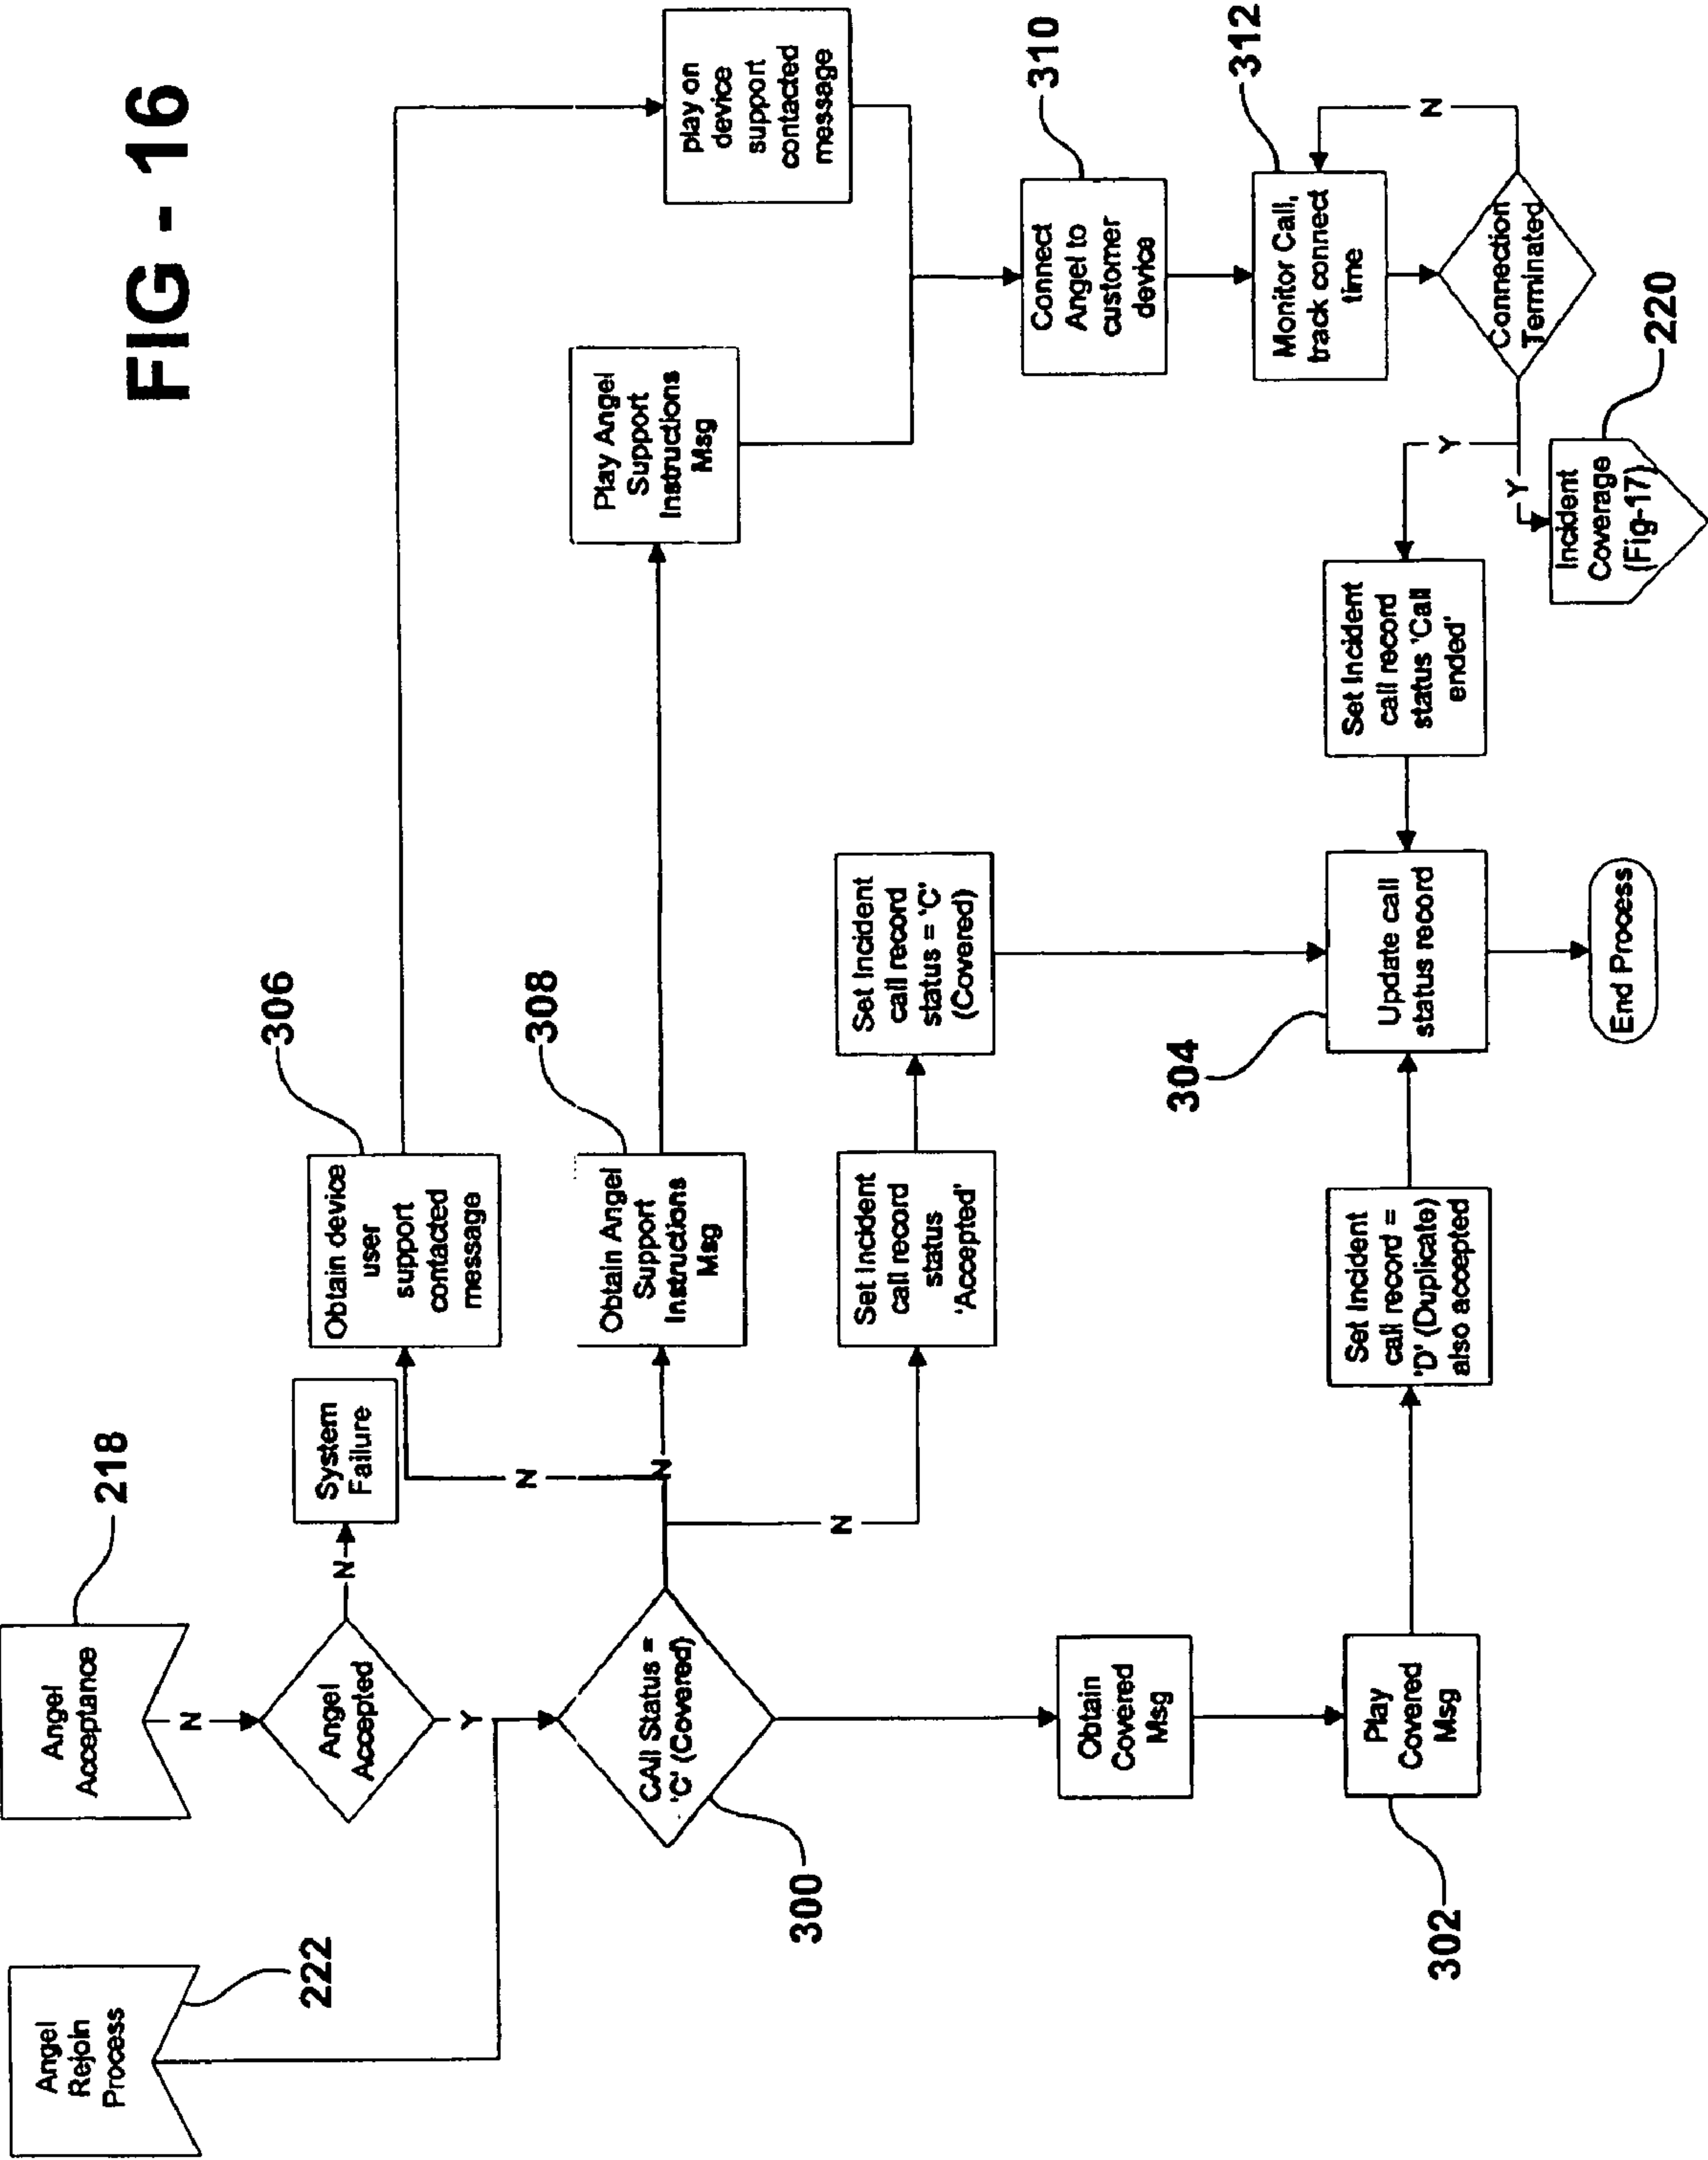 FIG - 16
Angel
Rejoin
Process
222
Angel
Acceptance
218
N
Angel
Accepted
N
System
Failure
Y
CAll Status =
'C' (Covered)
300
N
N
N
Obtain device
user
support
contacted
message
306
play on
device
support
contacted
message
Obtain Angel
Support
Instructions
Msg
308
Play Angel
Support
Instructions
Msg
Set Incident
call record
status
'Accepted'
Set Incident
call record
status = 'C'
(Covered)
Connect
Angel to
customer
device
310
Monitor Call,
track connect
time
312
N
Connection
Terminated
Y
Y
Incident
Coverage
(Fig-17)
220
Set Incident
call record
status 'Call
ended'
Obtain
Covered
Msg
Play
Covered
Msg
302
Set Incident
call record =
'D' (Duplicate)
also accepted
Update call
status record
304
End Process